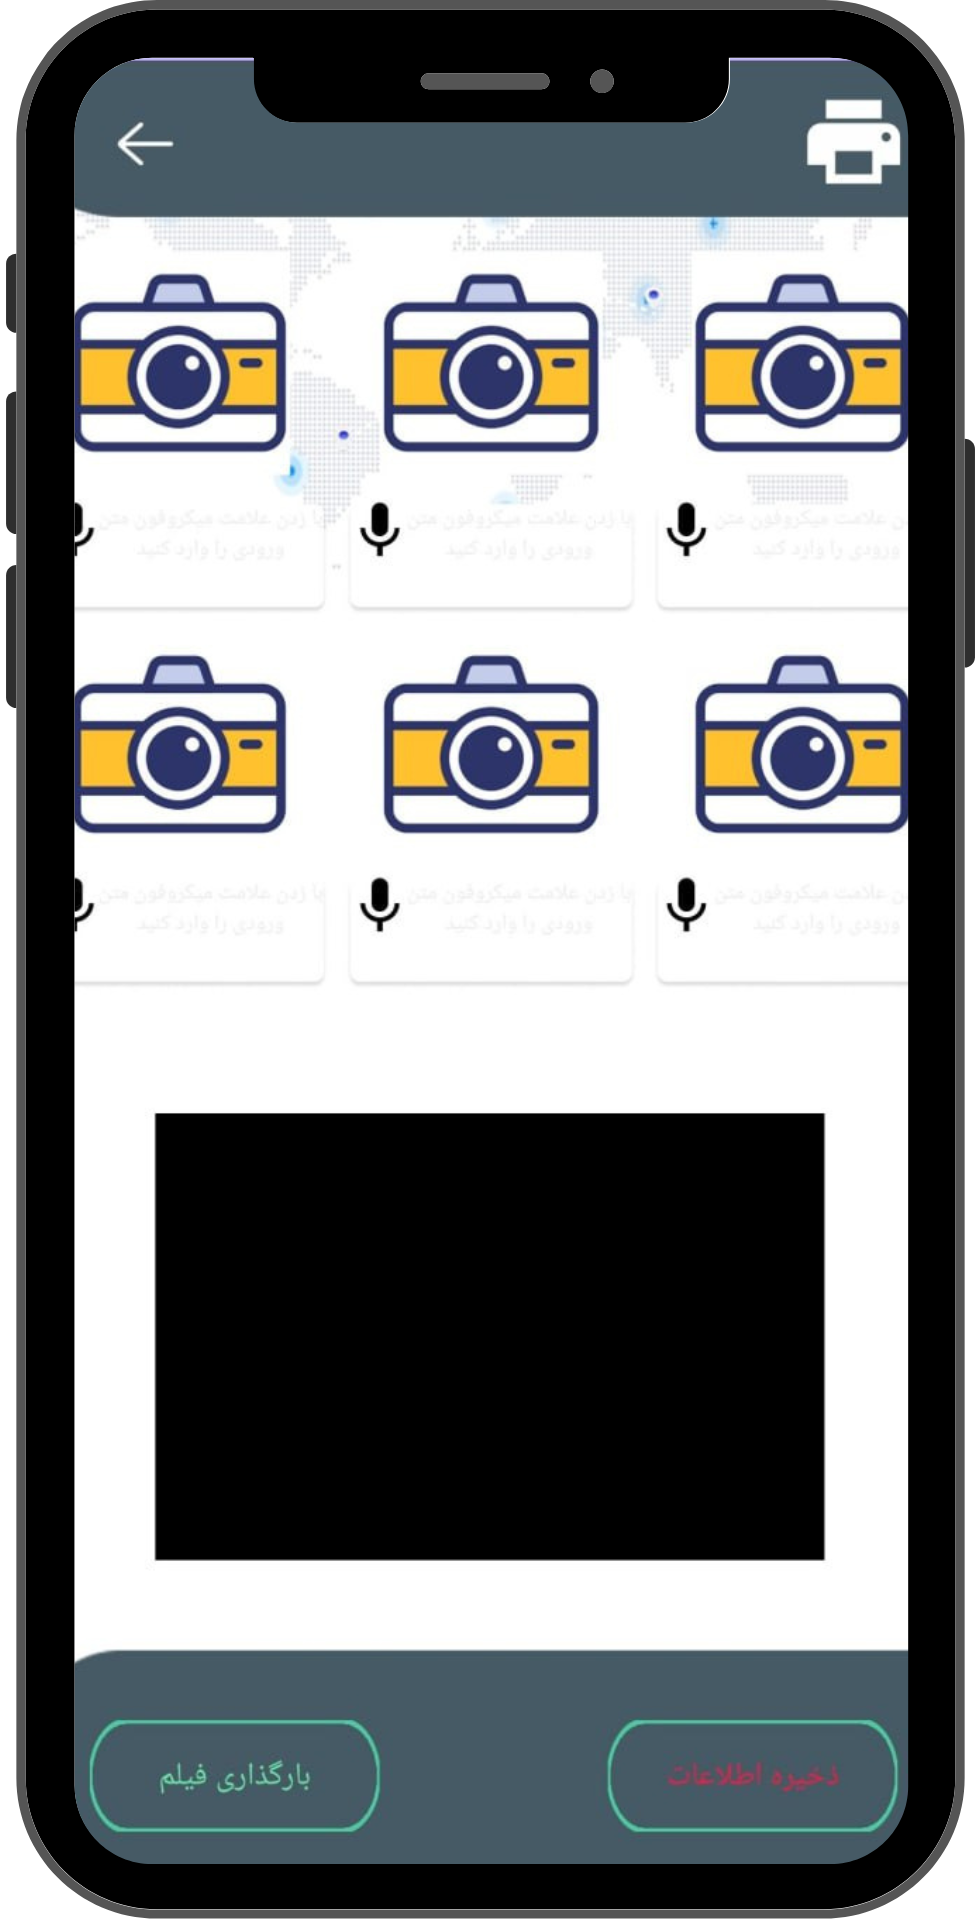 با زدن علامت میکروفون متن
ورودی را وارد کنید
با زدن علامت میکروفون متن
ورودی را وارد کنید
زدن علامت میکروفون متن
ورودی را وارد کنید
با زدن علامت میکروفون متن
ورودی را وارد کنید
با زدن علامت میکروفون متن
ورودی را وارد کنید
زدن علامت میکروفون متن
ورودی را وارد کنید
ذخیره اطلاعات
بارگذاری فیلم